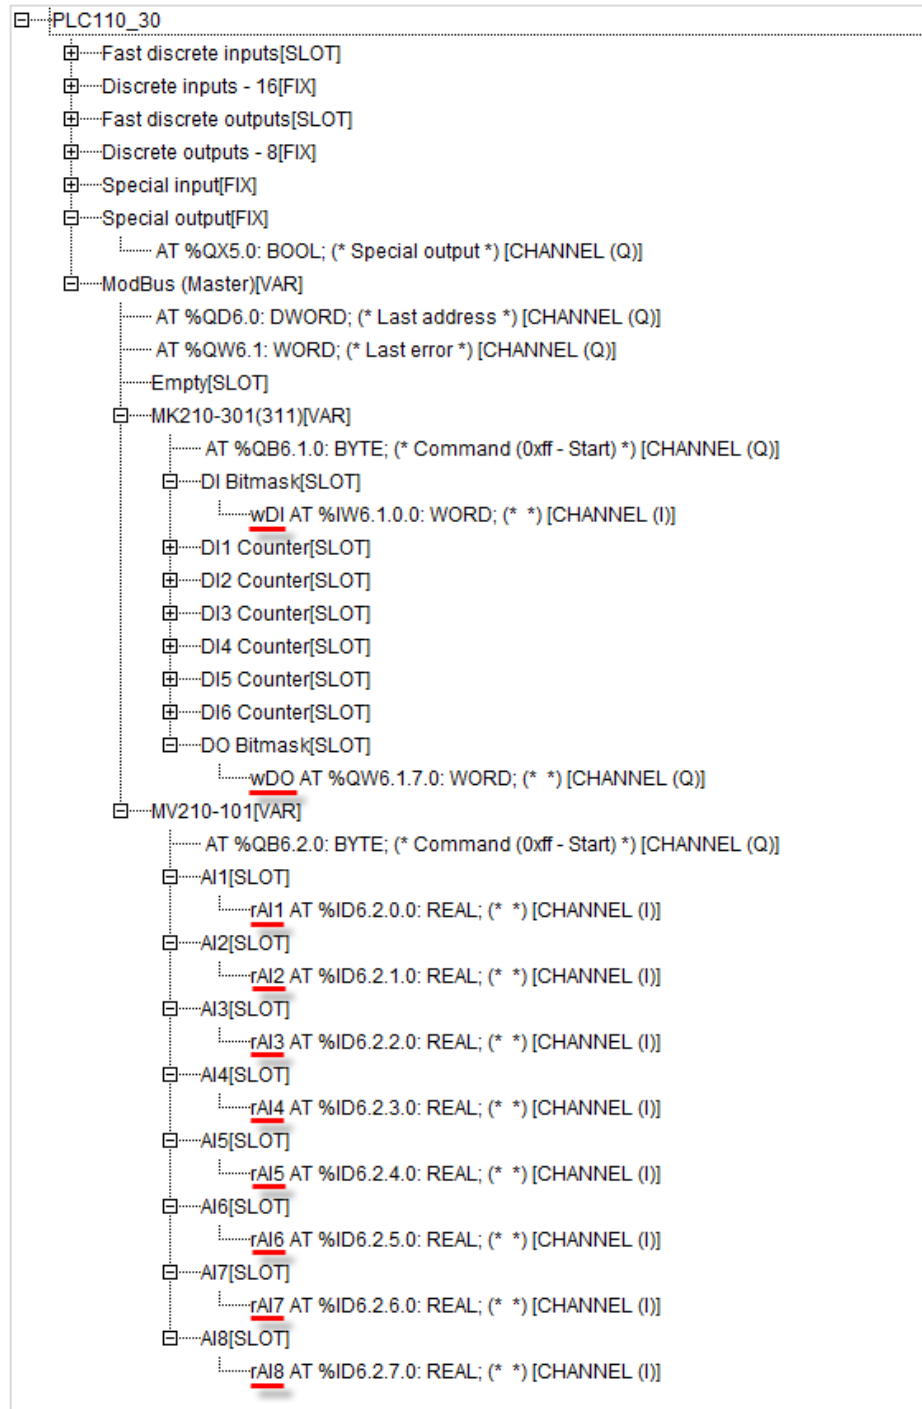 PLC110_30
Fast discrete inputs[SLOT]
Discrete inputs - 16[FIX]
Fast discrete outputs[SLOT]
Discrete outputs - 8[FIX]
Special input[FIX]
Special output[FIX]
AT %QX5.0: BOOL; (* Special output *) [CHANNEL (Q)]
ModBus (Master)[VAR]
AT %QD6.0: DWORD; (* Last address *) [CHANNEL (Q)]
AT %QW6.1: WORD; (* Last error *) [CHANNEL (Q)]
Empty[SLOT]
MK210-301(311)[VAR]
AT %QB6.1.0: BYTE; (* Command (0xff - Start) *) [CHANNEL (Q)]
DI Bitmask[SLOT]
wDI AT %IW6.1.0.0: WORD; (*  *) [CHANNEL (I)]
DI1 Counter[SLOT]
DI2 Counter[SLOT]
DI3 Counter[SLOT]
DI4 Counter[SLOT]
DI5 Counter[SLOT]
DI6 Counter[SLOT]
DO Bitmask[SLOT]
wDO AT %QW6.1.7.0: WORD; (*  *) [CHANNEL (Q)]
MV210-101[VAR]
AT %QB6.2.0: BYTE; (* Command (0xff - Start) *) [CHANNEL (Q)]
AI1[SLOT]
rAI1 AT %ID6.2.0.0: REAL; (*  *) [CHANNEL (I)]
AI2[SLOT]
rAI2 AT %ID6.2.1.0: REAL; (*  *) [CHANNEL (I)]
AI3[SLOT]
rAI3 AT %ID6.2.2.0: REAL; (*  *) [CHANNEL (I)]
AI4[SLOT]
rAI4 AT %ID6.2.3.0: REAL; (*  *) [CHANNEL (I)]
AI5[SLOT]
rAI5 AT %ID6.2.4.0: REAL; (*  *) [CHANNEL (I)]
AI6[SLOT]
rAI6 AT %ID6.2.5.0: REAL; (*  *) [CHANNEL (I)]
AI7[SLOT]
rAI7 AT %ID6.2.6.0: REAL; (*  *) [CHANNEL (I)]
AI8[SLOT]
rAI8 AT %ID6.2.7.0: REAL; (*  *) [CHANNEL (I)]